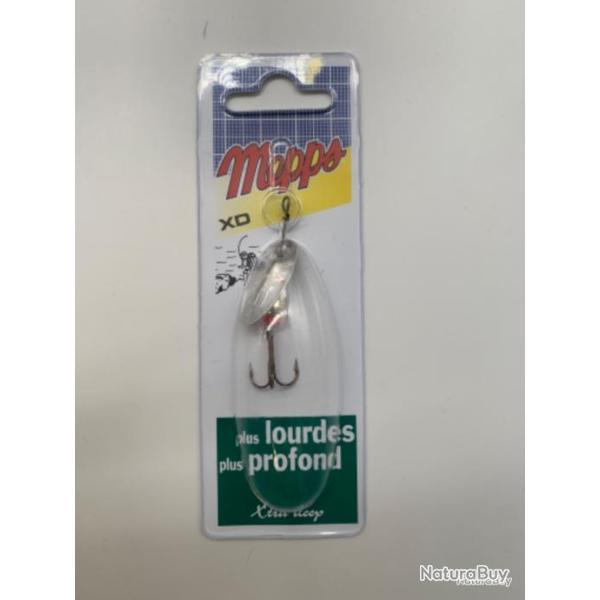 Mepps
XD
plus lourdes
plus profond
Xtra deep
NaturaBuy